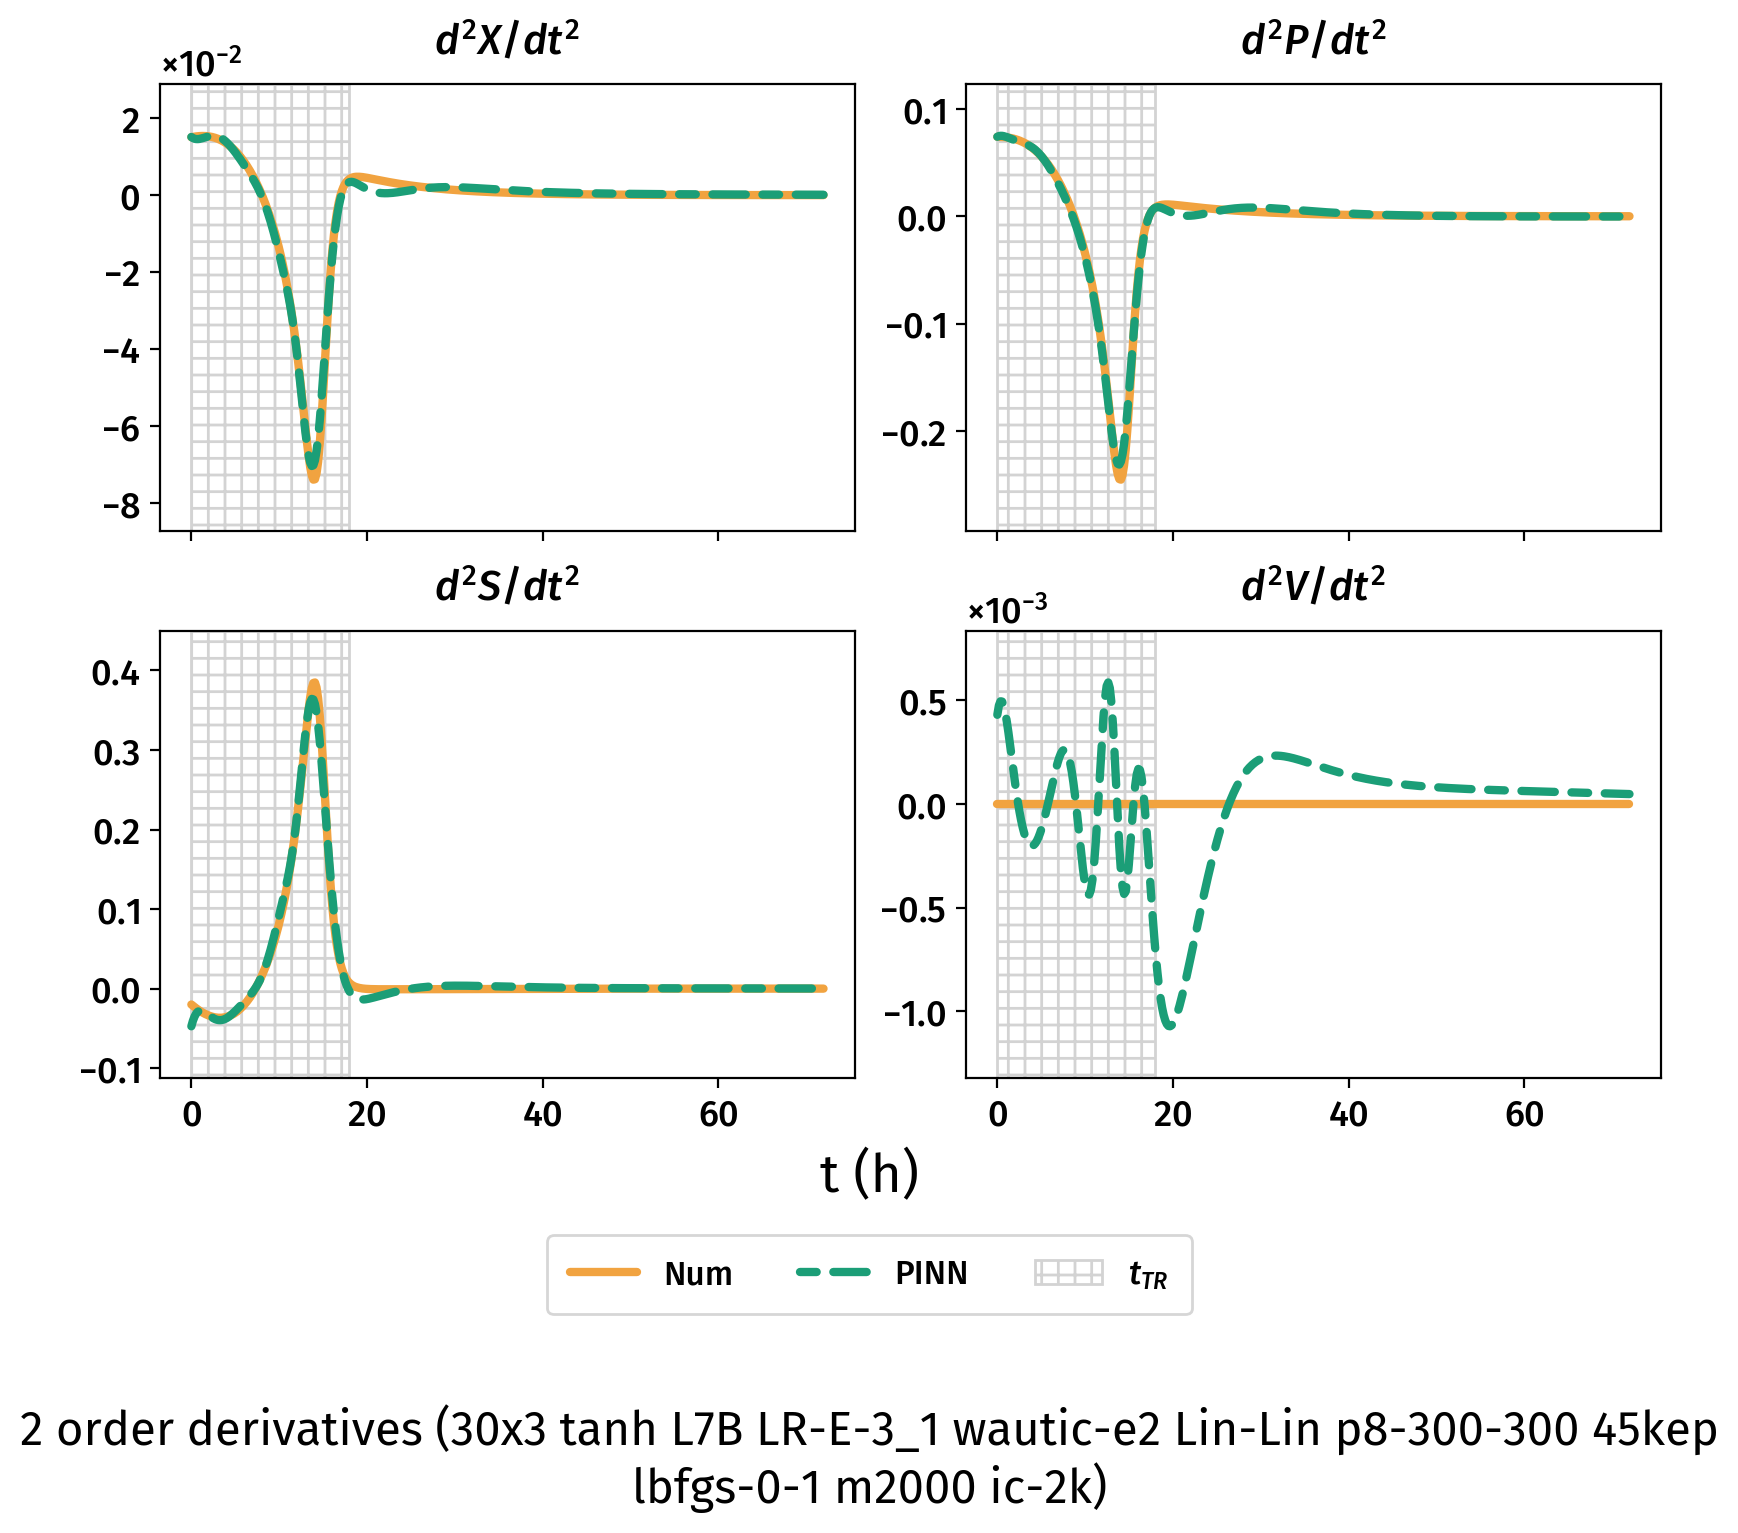 d²X/dt²
×10⁻²
2
0
−2
−4
−6
−8
d²P/dt²
0.1
0.0
−0.1
−0.2
d²S/dt²
0.4
0.3
0.2
0.1
0.0
−0.1
0 20 40 60
d²V/dt²
×10⁻³
0.5
0.0
−0.5
−1.0
0 20 40 60
t (h)
Num PINN t_TR
2 order derivatives (30x3 tanh L7B LR-E-3_1 wautic-e2 Lin-Lin p8-300-300 45kep
lbfgs-0-1 m2000 ic-2k)